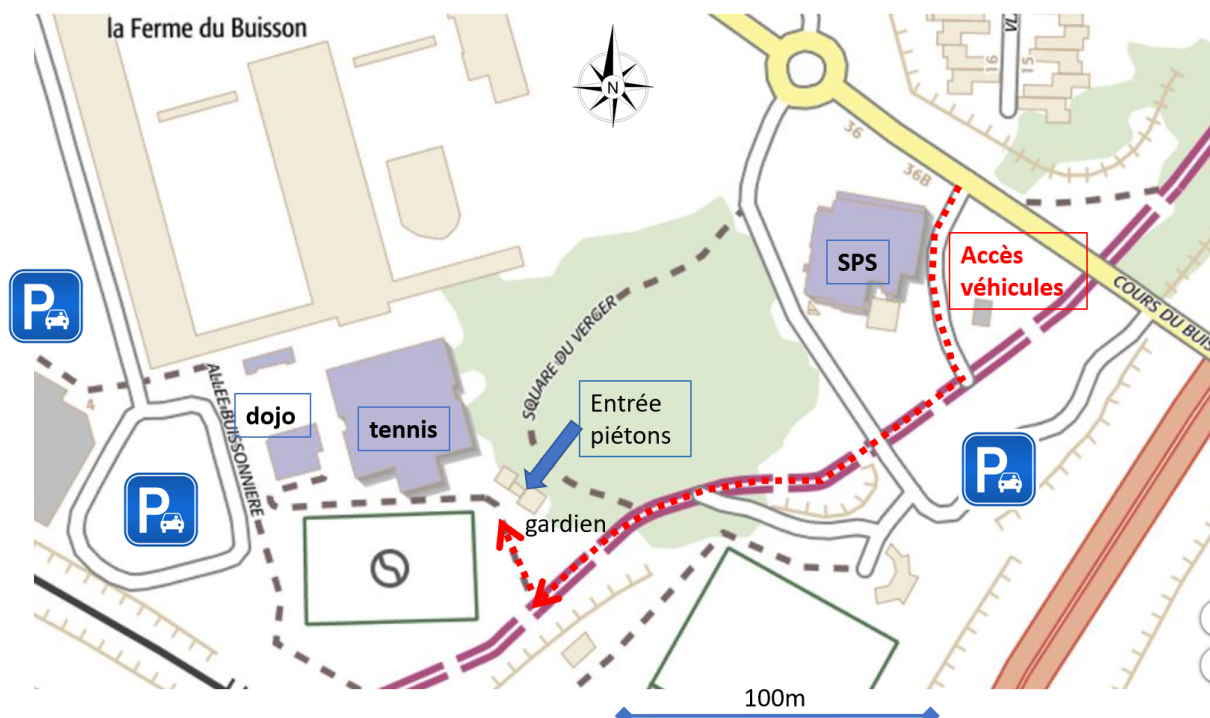 la Ferme du Buisson
N
VL
16
15
36
36B
SPS
Accès
véhicules
COURS DU BUIS
P
SQUARE DU VERGER
Entrée
piétons
4
ALLEE BUISSONNIERE
dojo
tennis
P
P
gardien
100m